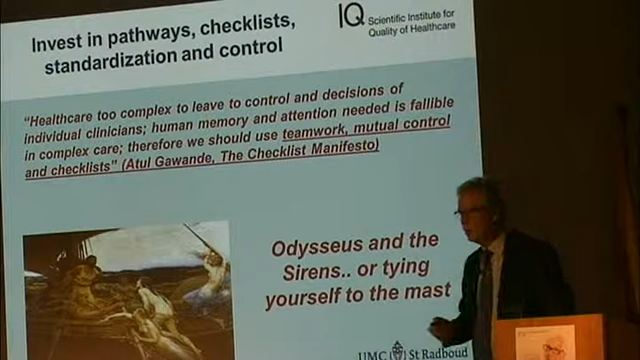 Invest in pathways, checklists,
standardization and control
IQ Scientific Institute for
Quality of Healthcare
“Healthcare too complex to leave to control and decisions of
individual clinicians; human memory and attention needed is fallible
in complex care; therefore we should use teamwork, mutual control
and checklists” (Atul Gawande, The Checklist Manifesto)
Odysseus and the
Sirens.. or tying
yourself to the mast
UMC St Radboud